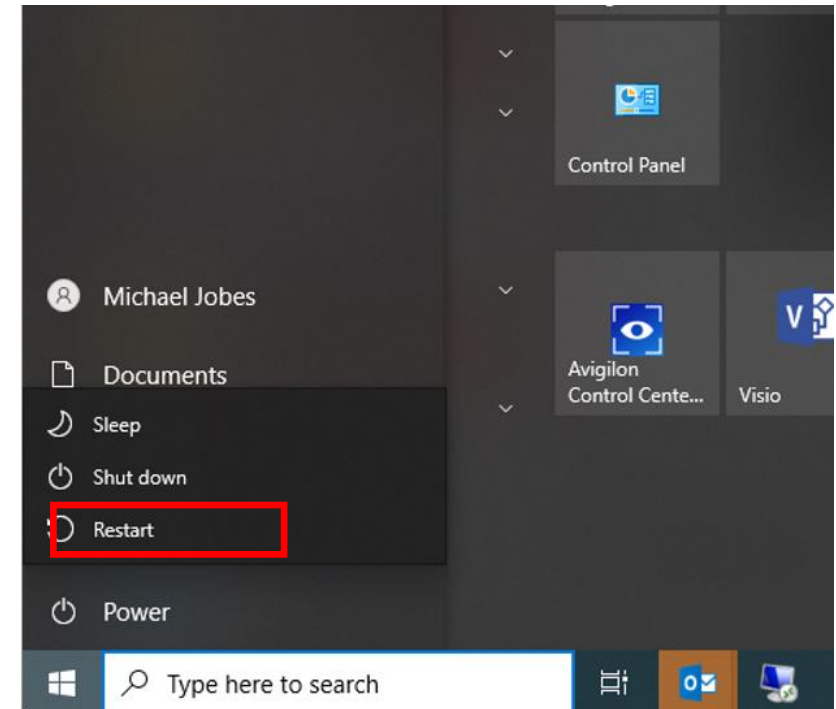 Control Panel
Michael Jobes
Documents
Avigilon
Control Cente...
Visio
Sleep
Shut down
Restart
Power
Type here to search